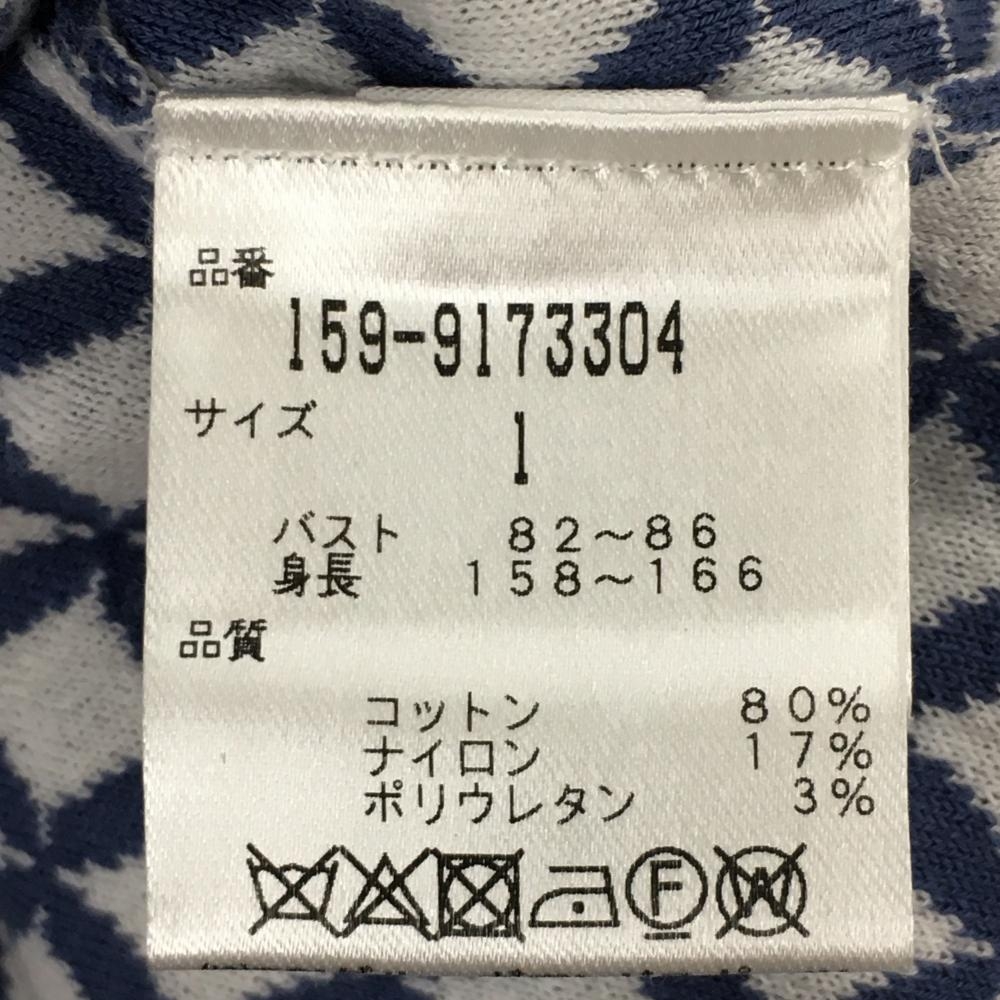 品番
159-9173304
サイズ
1
バスト 82～86
身長 158～166
品質
コットン 80%
ナイロン 17%
ポリウレタン 3%
F W